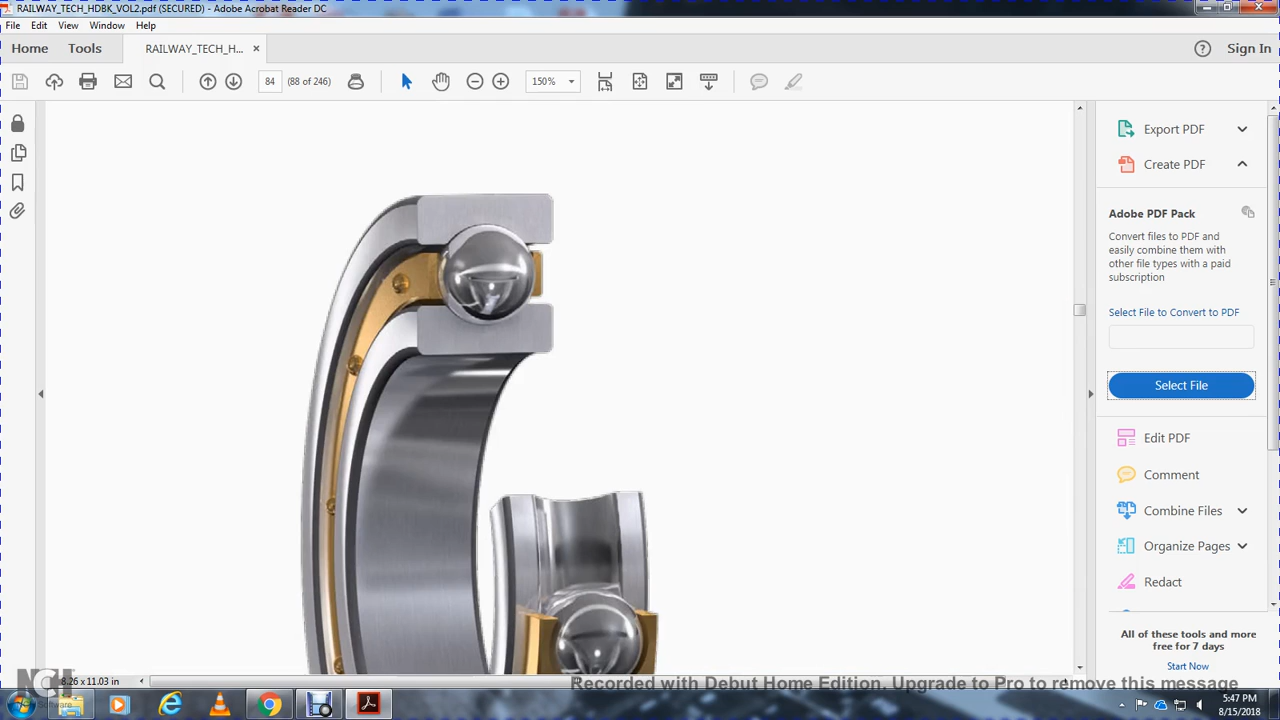 RAILWAY_TECH_HDBK_VOL2.pdf (SECURED) - Adobe Acrobat Reader DC
File Edit View Window Help
Home Tools RAILWAY_TECH_H... Sign In
84 (88 of 246) 150%
Export PDF
Create PDF
Adobe PDF Pack
Convert files to PDF and
easily combine them with
other file types with a paid
subscription
Select File to Convert to PDF
Select File
Edit PDF
Comment
Combine Files
Organize Pages
Redact
All of these tools and more
free for 7 days
Start Now
8.26 x 11.03 in
NCH
Software
Recorded with Debut Home Edition. Upgrade to Pro to remove this message
5:47 PM
8/15/2018